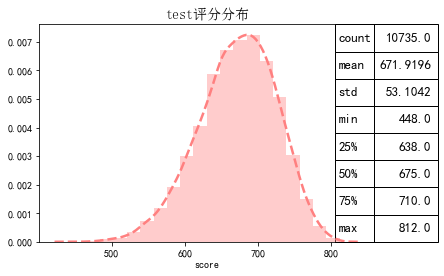 test评分分布
0.007
0.006
0.005
0.004
0.003
0.002
0.001
0.000
500 600 700 800
score
count 10735.0
mean 671.9196
std 53.1042
min 448.0
25% 638.0
50% 675.0
75% 710.0
max 812.0